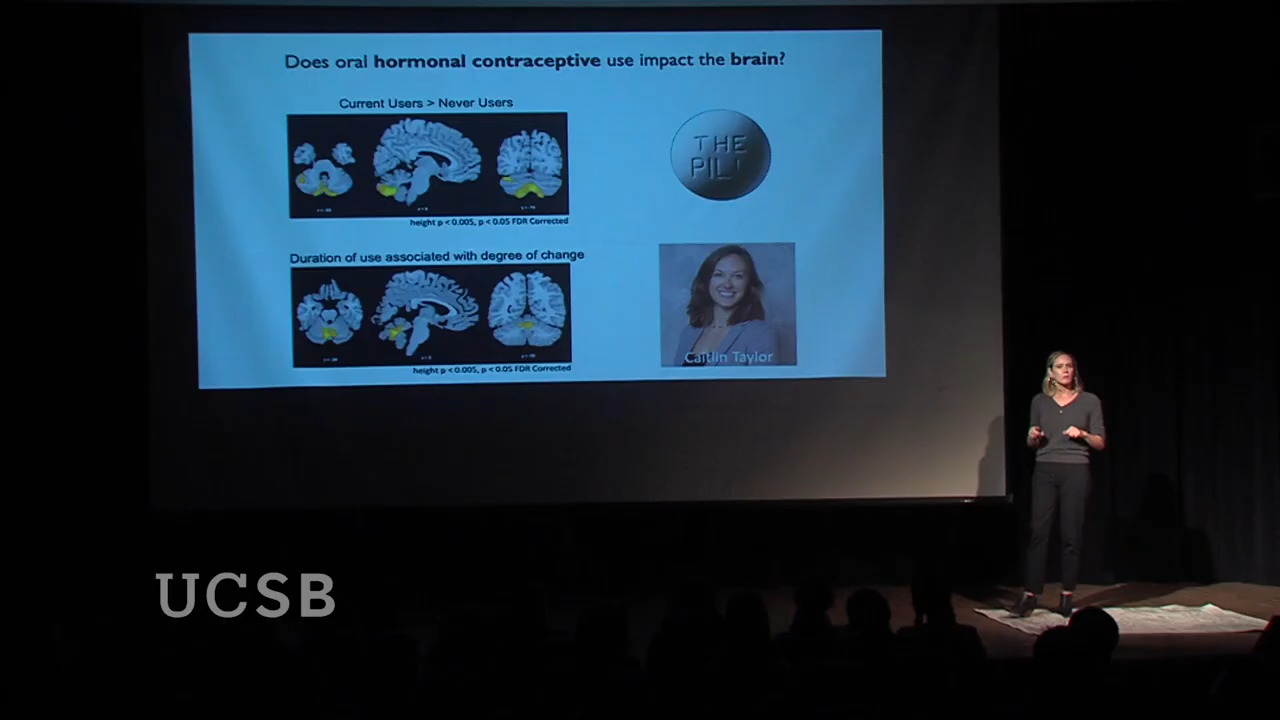 Does oral hormonal contraceptive use impact the brain?
Current Users > Never Users
height p < 0.005, p < 0.05 FDR Corrected
THE
PILL
Duration of use associated with degree of change
height p < 0.005, p < 0.05 FDR Corrected
Caitlin Taylor
UCSB